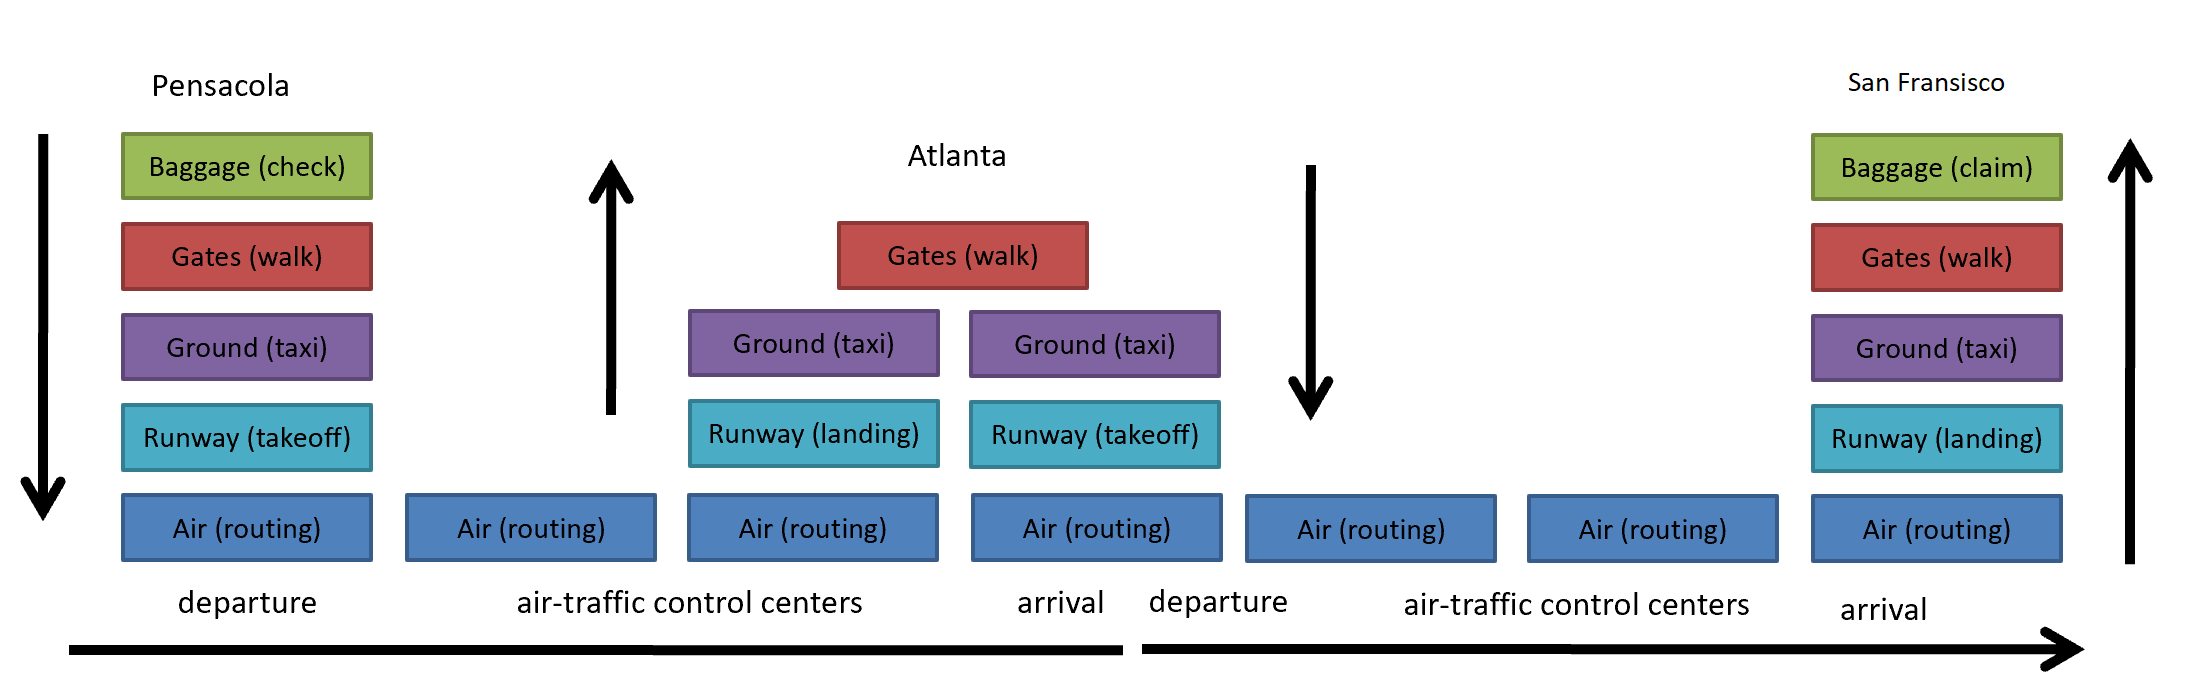 Pensacola
San Fransisco
Atlanta
Baggage (check)
Baggage (claim)
Gates (walk)
Gates (walk)
Gates (walk)
Ground (taxi)
Ground (taxi)
Ground (taxi)
Ground (taxi)
Runway (takeoff)
Runway (landing)
Runway (takeoff)
Runway (landing)
Air (routing)
Air (routing)
Air (routing)
Air (routing)
Air (routing)
Air (routing)
Air (routing)
departure
air-traffic control centers
arrival
departure
air-traffic control centers
arrival